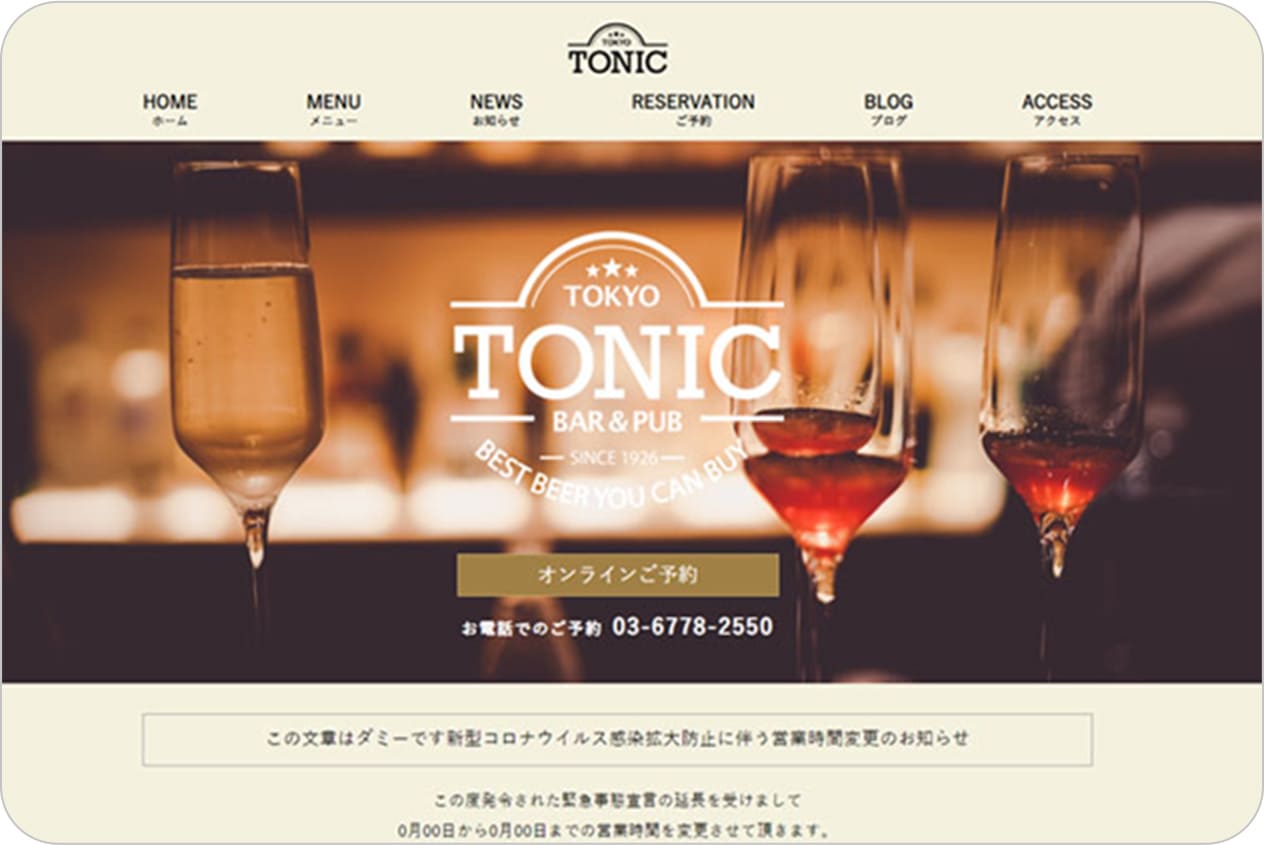 TOKYO
TONIC
HOME MENU NEWS RESERVATION BLOG ACCESS
ホーム メニュー お知らせ ご予約 ブログ アクセス
TOKYO
TONIC
BAR & PUB
SINCE 1926
BEST BEER YOU CAN BUY
オンラインご予約
お電話でのご予約 03-6778-2550
この文章はダミーです新型コロナウイルス感染拡大防止に伴う営業時間変更のお知らせ
この度発令された緊急事態宣言の延長を受けまして
0月00日から0月00日までの営業時間を変更させて頂きます。